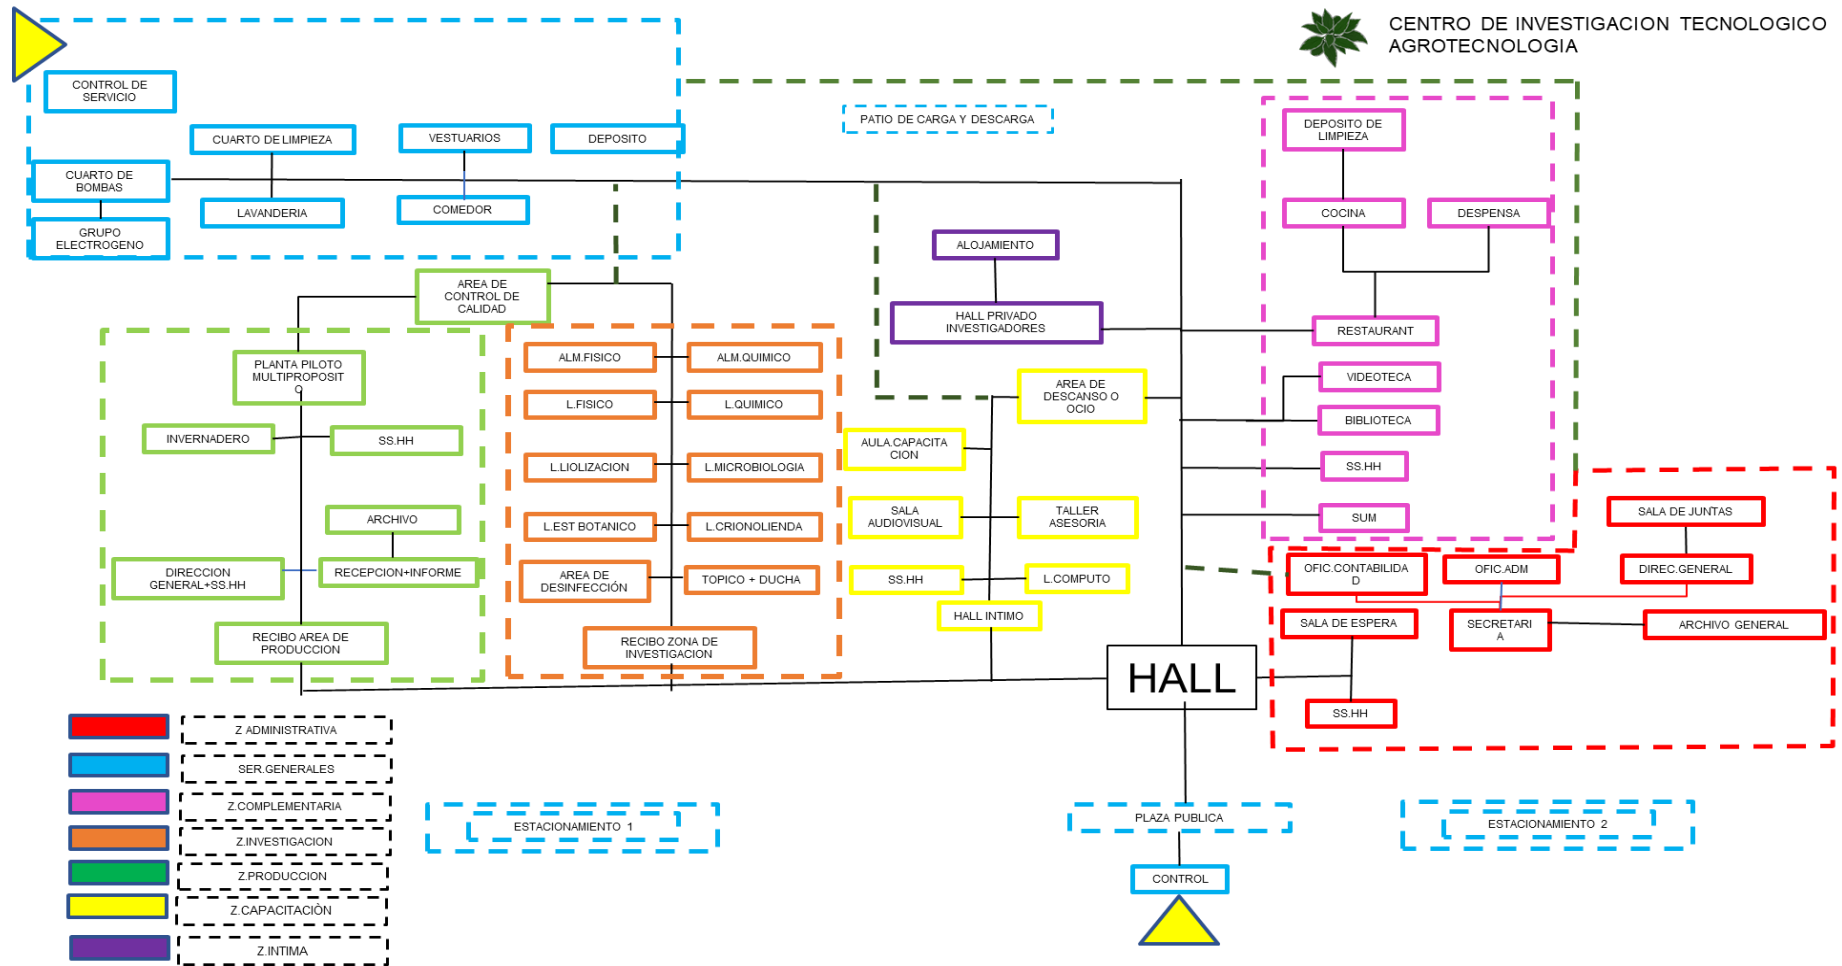 CENTRO DE INVESTIGACION TECNOLOGICO
AGROTECNOLOGIA
CONTROL DE
SERVICIO
CUARTO DE LIMPIEZA
VESTUARIOS
DEPOSITO
PATIO DE CARGA Y DESCARGA
CUARTO DE
BOMBAS
LAVANDERIA
COMEDOR
GRUPO
ELECTROGENO
DEPOSITO DE
LIMPIEZA
COCINA
DESPENSA
RESTAURANT
VIDEOTECA
BIBLIOTECA
SS.HH
SUM
ALOJAMIENTO
HALL PRIVADO
INVESTIGADORES
AREA DE
CONTROL DE
CALIDAD
PLANTA PILOTO
MULTIPROPOSIT
O
INVERNADERO
SS.HH
ARCHIVO
DIRECCION
GENERAL+SS.HH
RECEPCION+INFORME
RECIBO AREA DE
PRODUCCION
ALM.FISICO
ALM.QUIMICO
L.FISICO
L.QUIMICO
L.LIOLIZACION
L.MICROBIOLOGIA
L.EST BOTANICO
L.CRIONOLIENDA
AREA DE
DESINFECCIÓN
TOPICO + DUCHA
RECIBO ZONA DE
INVESTIGACION
AREA DE
DESCANSO O
OCIO
AULA.CAPACITA
CION
SALA
AUDIOVISUAL
TALLER
ASESORIA
SS.HH
L.COMPUTO
HALL INTIMO
HALL
SALA DE JUNTAS
OFIC.CONTABILIDA
D
OFIC.ADM
DIREC.GENERAL
SALA DE ESPERA
SECRETARI
A
ARCHIVO GENERAL
SS.HH
Z ADMINISTRATIVA
SER.GENERALES
Z.COMPLEMENTARIA
Z.INVESTIGACION
Z.PRODUCCION
Z.CAPACITACIÒN
Z.INTIMA
ESTACIONAMIENTO 1
PLAZA PUBLICA
ESTACIONAMIENTO 2
CONTROL